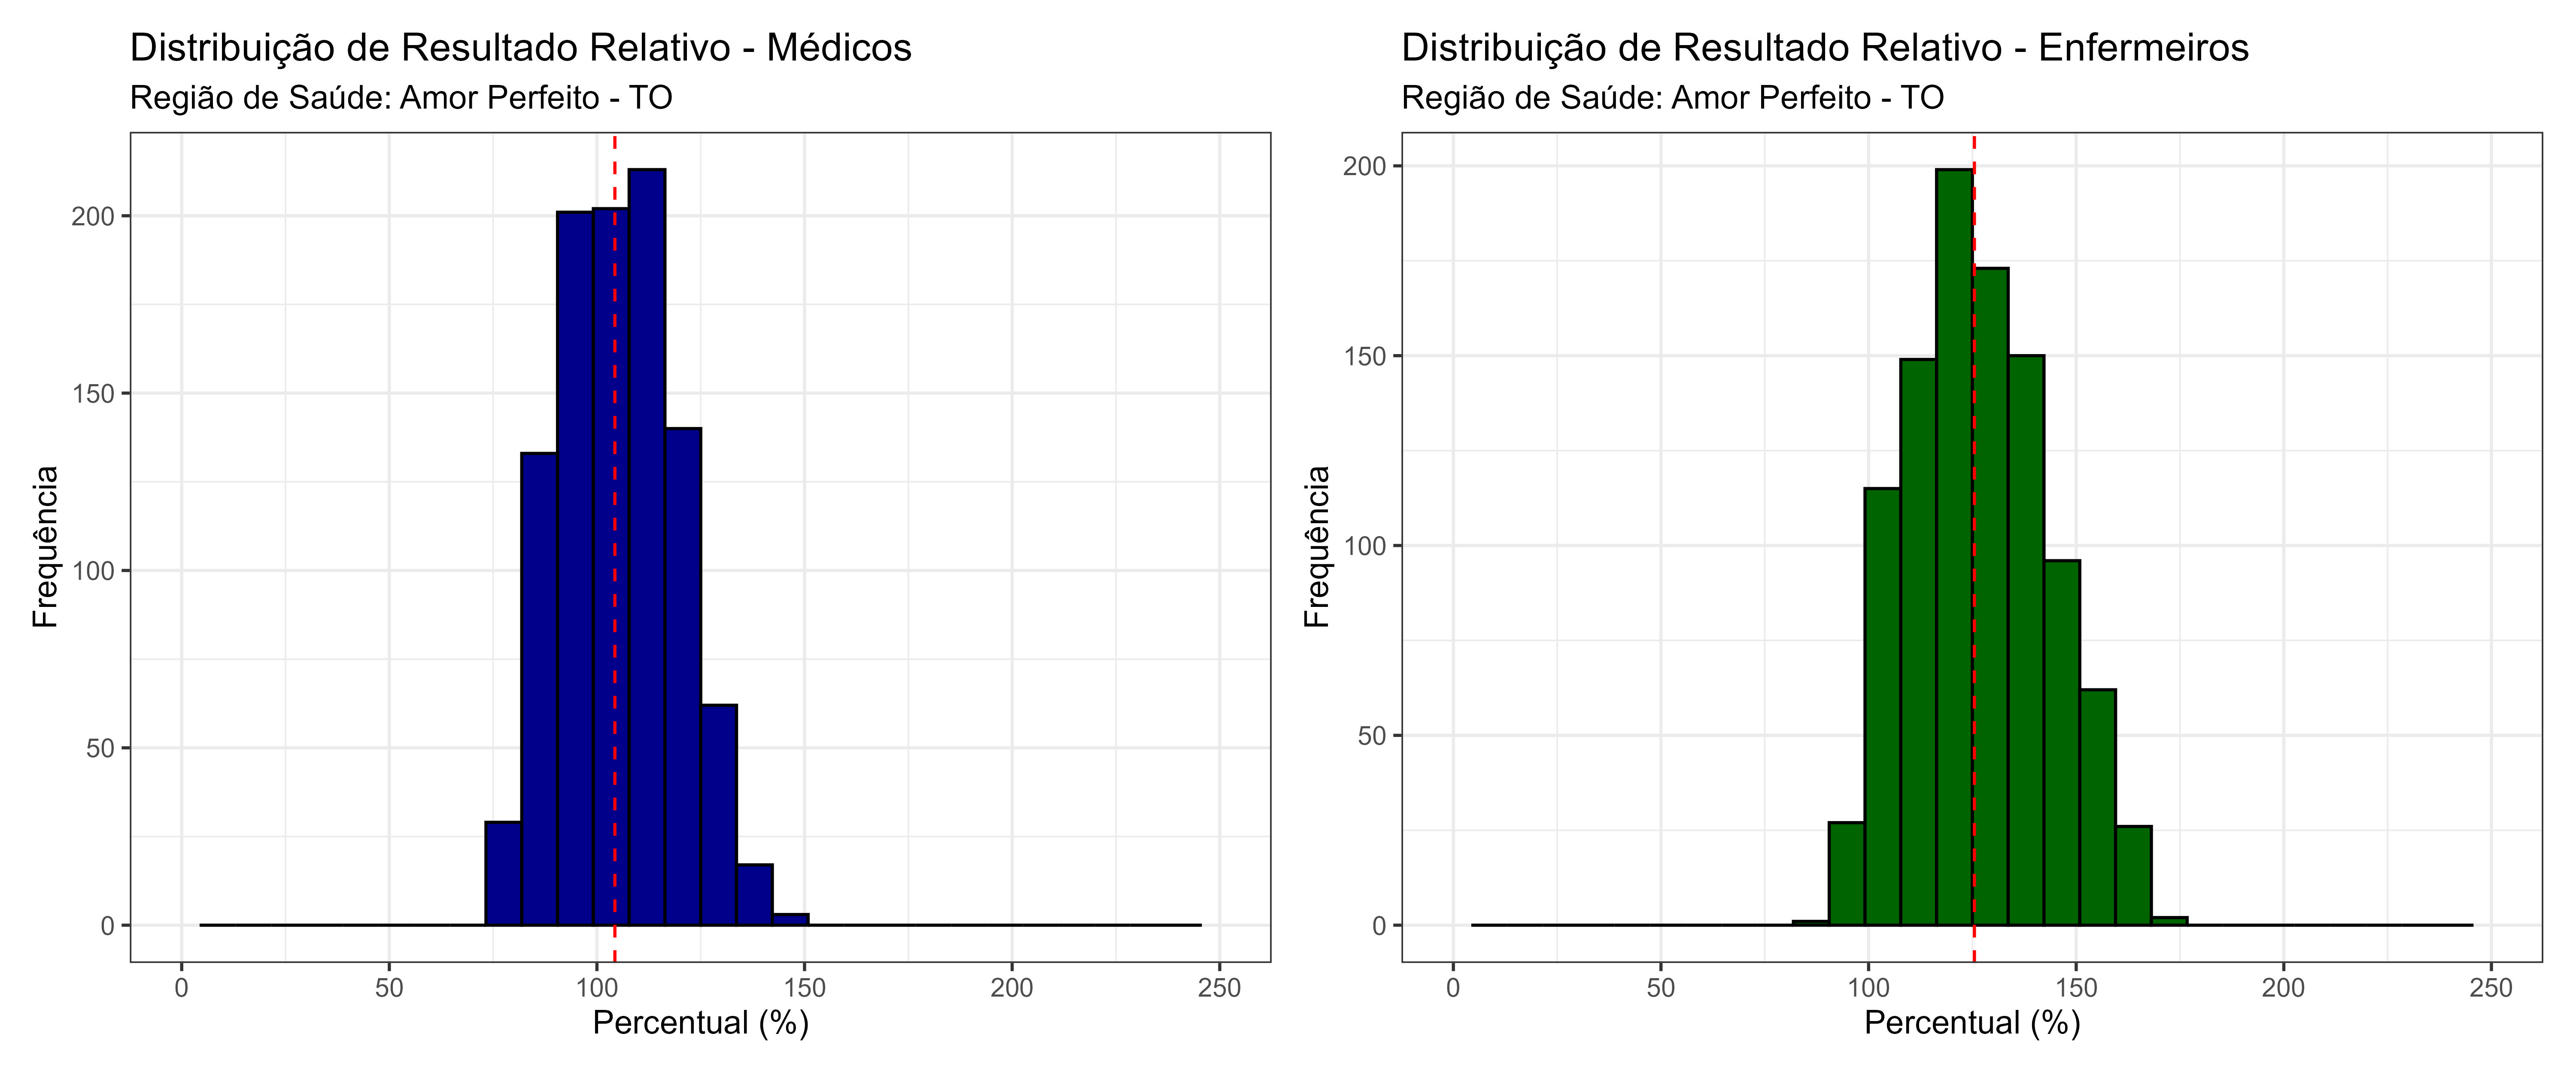 Distribuição de Resultado Relativo - Médicos
Região de Saúde: Amor Perfeito - TO
Frequência
200
150
100
50
0
0 50 100 150 200 250
Percentual (%)
Distribuição de Resultado Relativo - Enfermeiros
Região de Saúde: Amor Perfeito - TO
Frequência
200
150
100
50
0
0 50 100 150 200 250
Percentual (%)